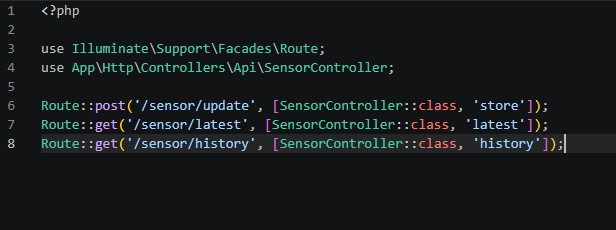 1 <?php
2
3 use Illuminate\Support\Facades\Route;
4 use App\Http\Controllers\Api\SensorController;
5
6 Route::post('/sensor/update', [SensorController::class, 'store']);
7 Route::get('/sensor/latest', [SensorController::class, 'latest']);
8 Route::get('/sensor/history', [SensorController::class, 'history']);